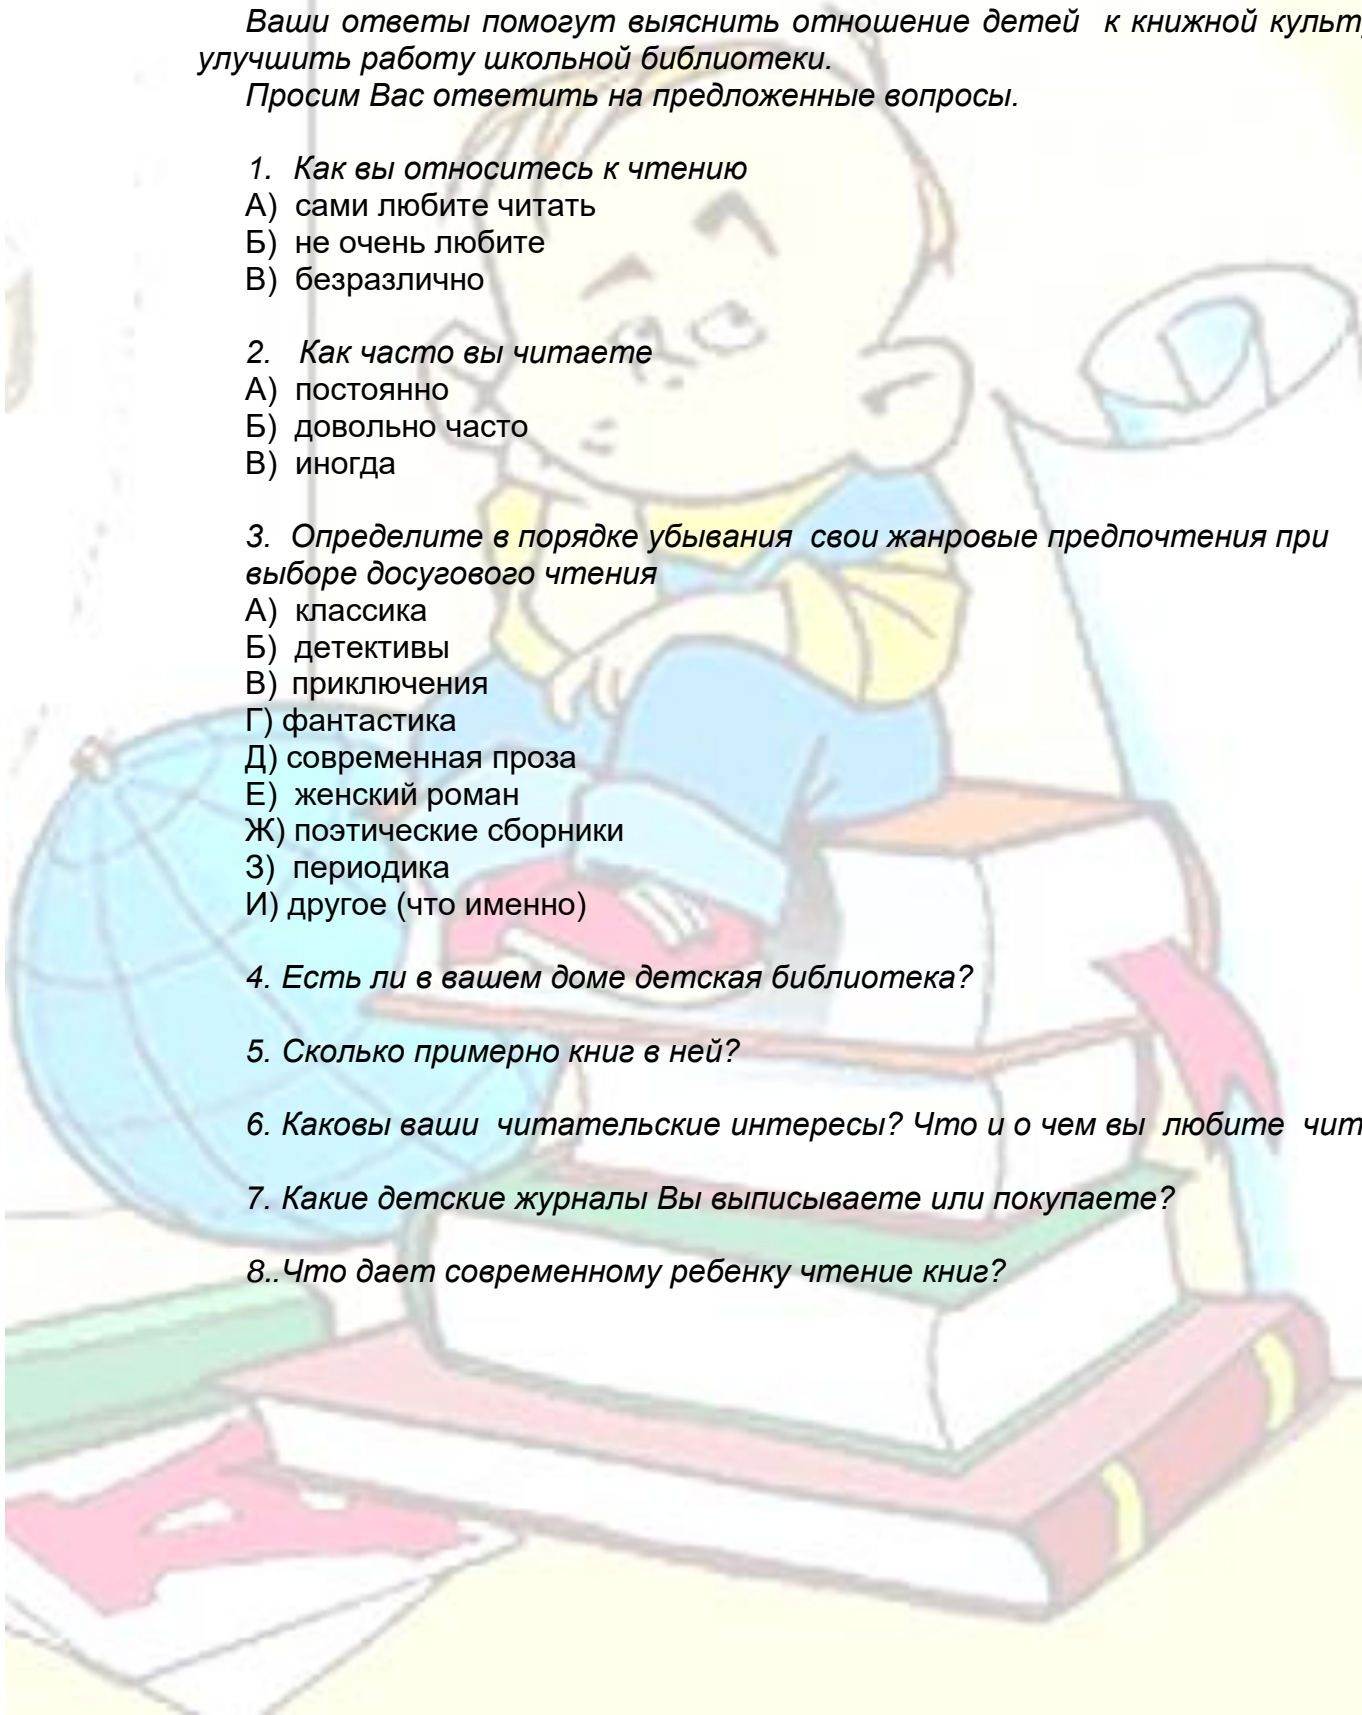 Ваши ответы помогут выяснить отношение детей к книжной культ
улучшить работу школьной библиотеки.
Просим Вас ответить на предложенные вопросы.
1. Как вы относитесь к чтению
А) сами любите читать
Б) не очень любите
В) безразлично
2. Как часто вы читаете
А) постоянно
Б) довольно часто
В) иногда
3. Определите в порядке убывания свои жанровые предпочтения при
выборе досугового чтения
А) классика
Б) детективы
В) приключения
Г) фантастика
Д) современная проза
Е) женский роман
Ж) поэтические сборники
З) периодика
И) другое (что именно)
4. Есть ли в вашем доме детская библиотека?
5. Сколько примерно книг в ней?
6. Каковы ваши читательские интересы? Что и о чем вы любите чит
7. Какие детские журналы Вы выписываете или покупаете?
8..Что дает современному ребенку чтение книг?